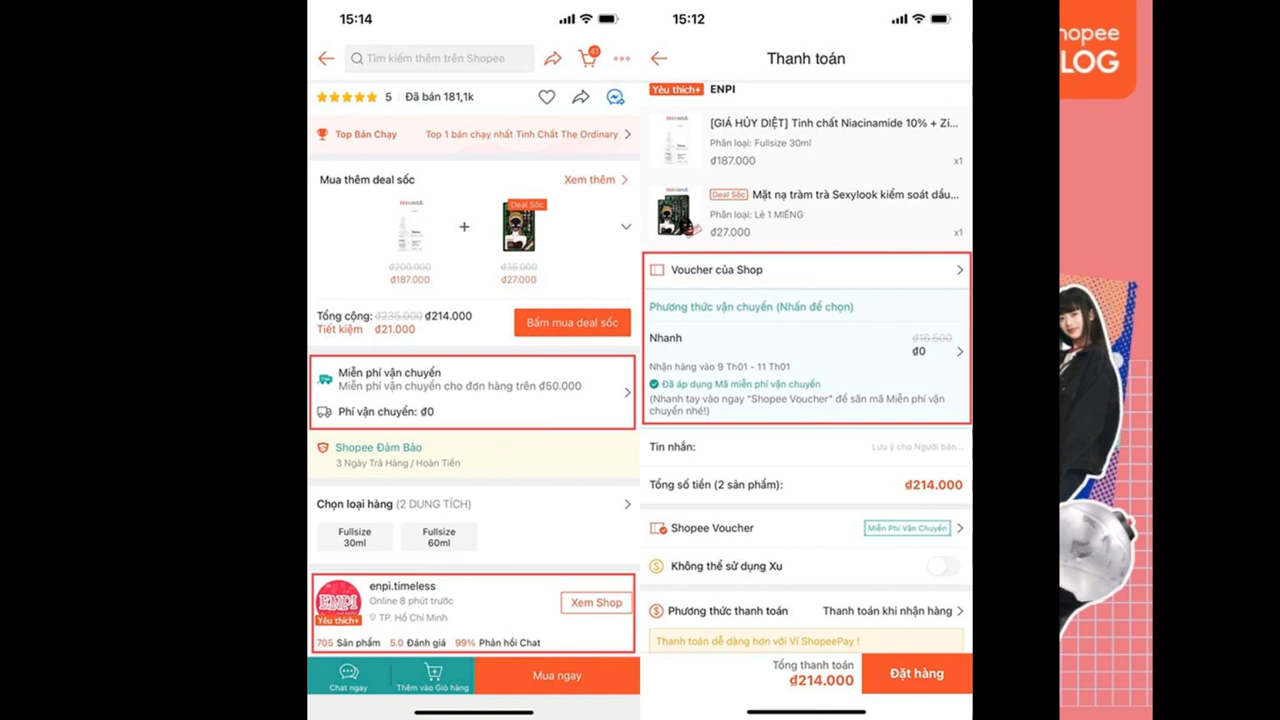 15:14
Tìm kiếm trên Shopee
41
5 Đã bán 181,1k
Top Bán Chạy Top 1 bán chạy nhất Tinh Chất The Ordinary
Mua thêm deal sốc Xem thêm
Deal Sốc
+
đ200.000 đ35.000
đ187.000 đ27.000
Tổng cộng: đ235.000 đ214.000
Tiết kiệm đ21.000
Bấm mua deal sốc
Miễn phí vận chuyển
Miễn phí vận chuyển cho đơn hàng trên đ50.000
Phí vận chuyển: đ0
Shopee Đảm Bảo
3 Ngày Trả Hàng / Hoàn Tiền
Chọn loại hàng (2 DUNG TÍCH)
Fullsize 30ml
Fullsize 60ml
ENPI
Yêu thích+
enpi.timeless
Online 8 phút trước
TP. Hồ Chí Minh
Xem Shop
705 Sản phẩm 5.0 Đánh giá 99% Phản hồi Chat
Chat ngay
Thêm vào Giỏ hàng
Mua ngay
15:12
Thanh toán
Yêu thích+ ENPI
[GIÁ HỦY DIỆT] Tinh chất Niacinamide 10% + Zi...
Phân loại: Fullsize 30ml
đ187.000 x1
Deal Sốc Mặt nạ tràm trà Sexylook kiểm soát dầu...
Phân loại: Lẻ 1 MIẾNG
đ27.000 x1
Voucher của Shop
Phương thức vận chuyển (Nhấn để chọn)
Nhanh đ16.500
đ0
Nhận hàng vào 9 Th01 - 11 Th01
Đã áp dụng Mã miễn phí vận chuyển
(Nhanh tay vào ngay "Shopee Voucher" để săn mã Miễn phí vận
chuyển nhé!)
Tin nhắn: Lưu ý cho Người bán...
Tổng số tiền (2 sản phẩm): đ214.000
Shopee Voucher Miễn Phí Vận Chuyển
Không thể sử dụng Xu
Phương thức thanh toán Thanh toán khi nhận hàng
Thanh toán dễ dàng hơn với Ví ShopeePay !
Tổng thanh toán
đ214.000
Đặt hàng
hopee
LOG